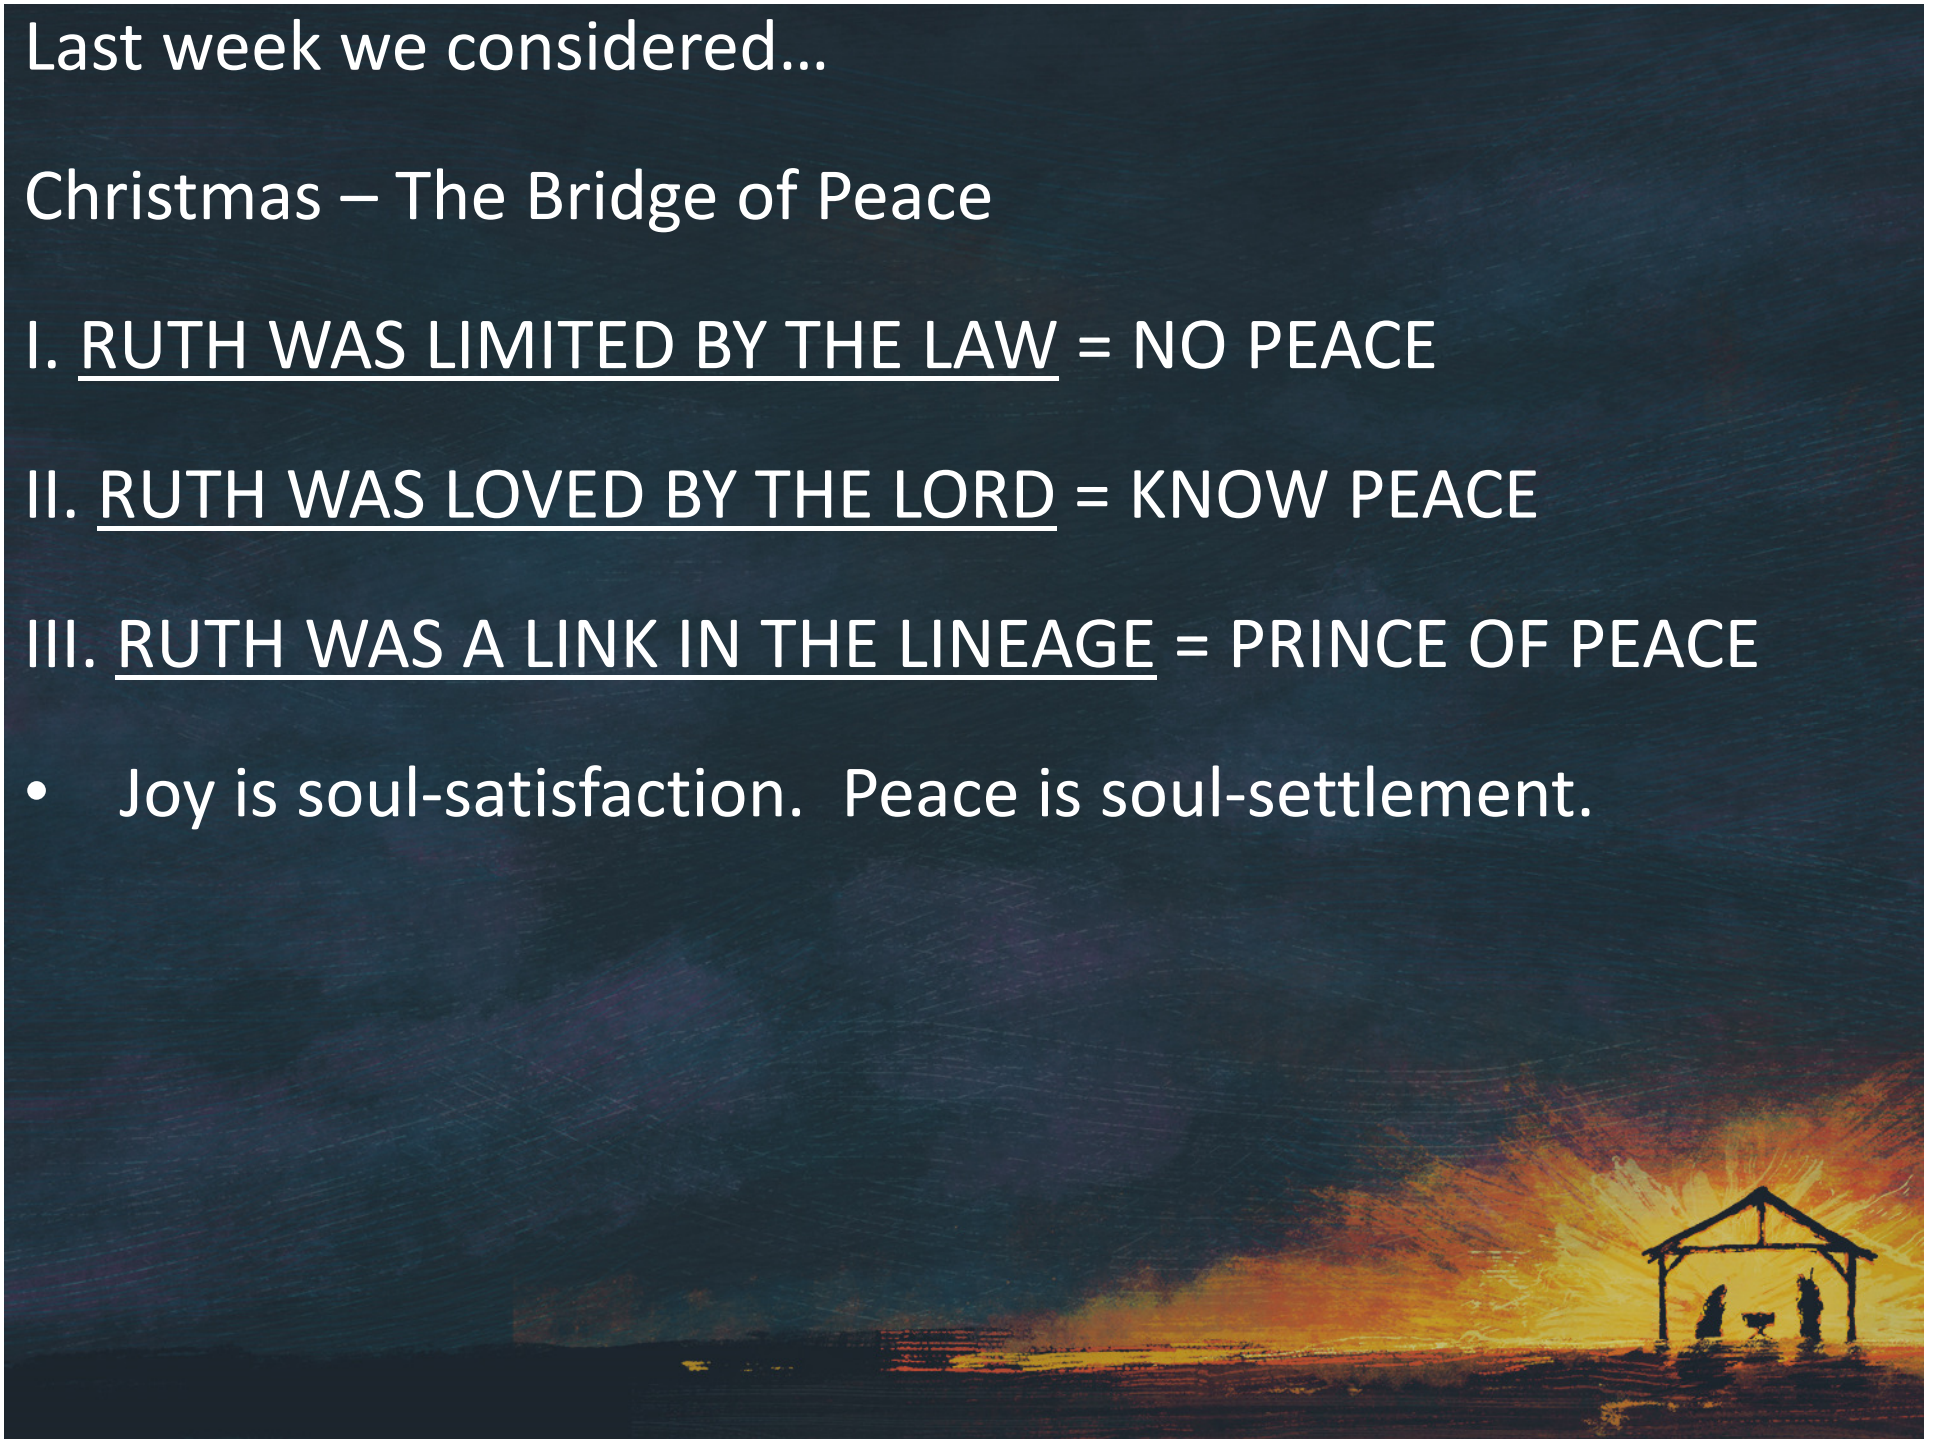 Last week we considered…
Christmas – The Bridge of Peace
I. RUTH WAS LIMITED BY THE LAW = NO PEACE
II. RUTH WAS LOVED BY THE LORD = KNOW PEACE
III. RUTH WAS A LINK IN THE LINEAGE = PRINCE OF PEACE
• Joy is soul-satisfaction.  Peace is soul-settlement.